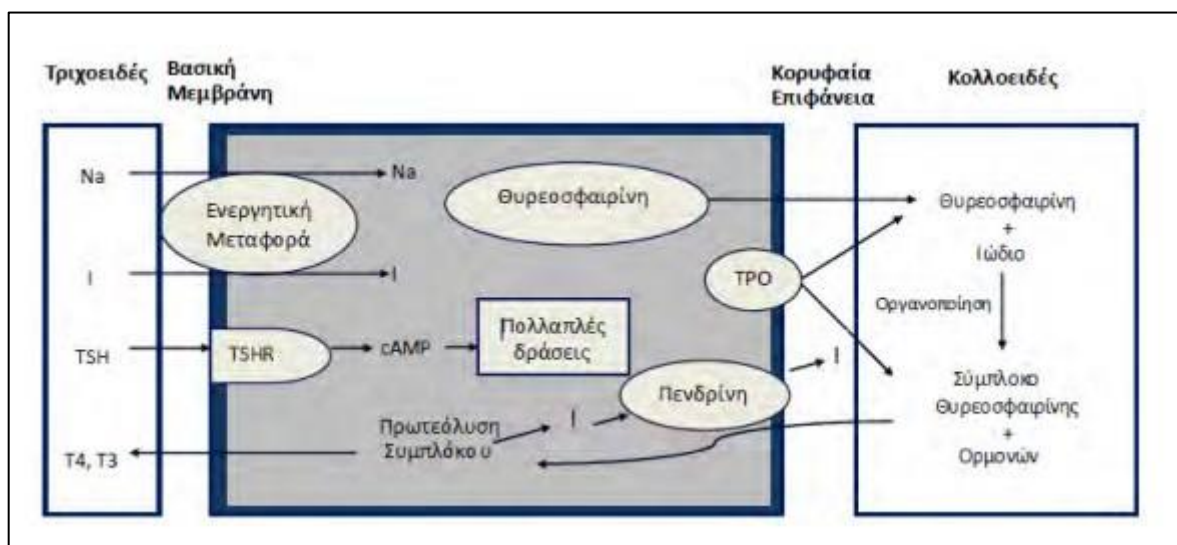 Τριχοειδές
Βασική
Μεμβράνη
Κορυφαία
Επιφάνεια
Κολλοειδές
Na
Na
Ενεργητική
Μεταφορά
Θυρεοσφαιρίνη
Θυρεοσφαιρίνη
+
Ιώδιο
I
I
TPO
Οργανοποίηση
TSH
TSHR
cAMP
Πολλαπλές
δράσεις
I
Πενδρίνη
Σύμπλοκο
Θυρεοσφαιρίνης
+
Ορμονών
I
Πρωτεόλυση
Συμπλόκου
T4, T3